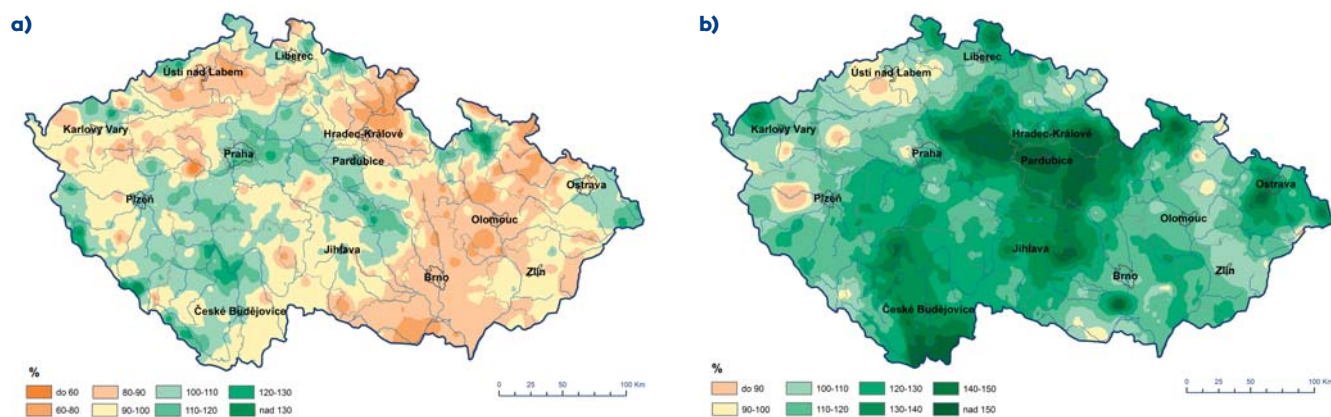 a)
Liberec
Ústí nad Labem
Karlovy Vary
Hradec-Králové
Praha
Pardubice
Ostrava
Plzeň
Olomouc
Jihlava
Brno
Zlín
České Budějovice
%
do 60
80-90
100-110
120-130
60-80
90-100
110-120
nad 130
0 25 50 100 Km
b)
Liberec
Ústí nad Labem
Karlovy Vary
Hradec-Králové
Praha
Pardubice
Ostrava
Plzeň
Olomouc
Jihlava
Brno
Zlín
České Budějovice
%
do 90
100-110
120-130
140-150
90-100
110-120
130-140
nad 150
0 25 50 100 Km